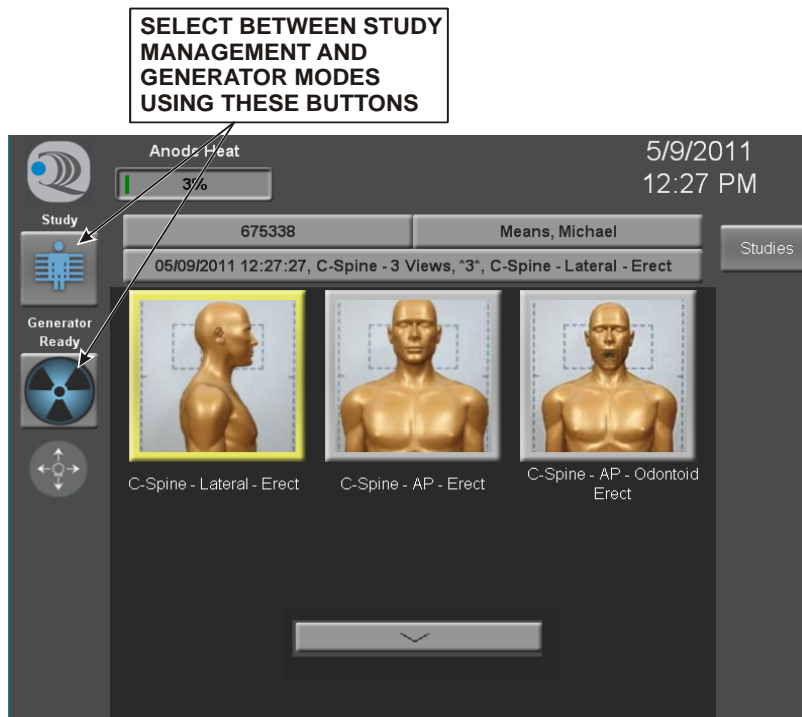 SELECT BETWEEN STUDY
MANAGEMENT AND
GENERATOR MODES
USING THESE BUTTONS
Anode Heat
3%
5/9/2011
12:27 PM
Study
675338
Means, Michael
Studies
05/09/2011 12:27:27, C-Spine - 3 Views, *3*, C-Spine - Lateral - Erect
Generator
Ready
C-Spine - Lateral - Erect
C-Spine - AP - Erect
C-Spine - AP - Odontoid
Erect